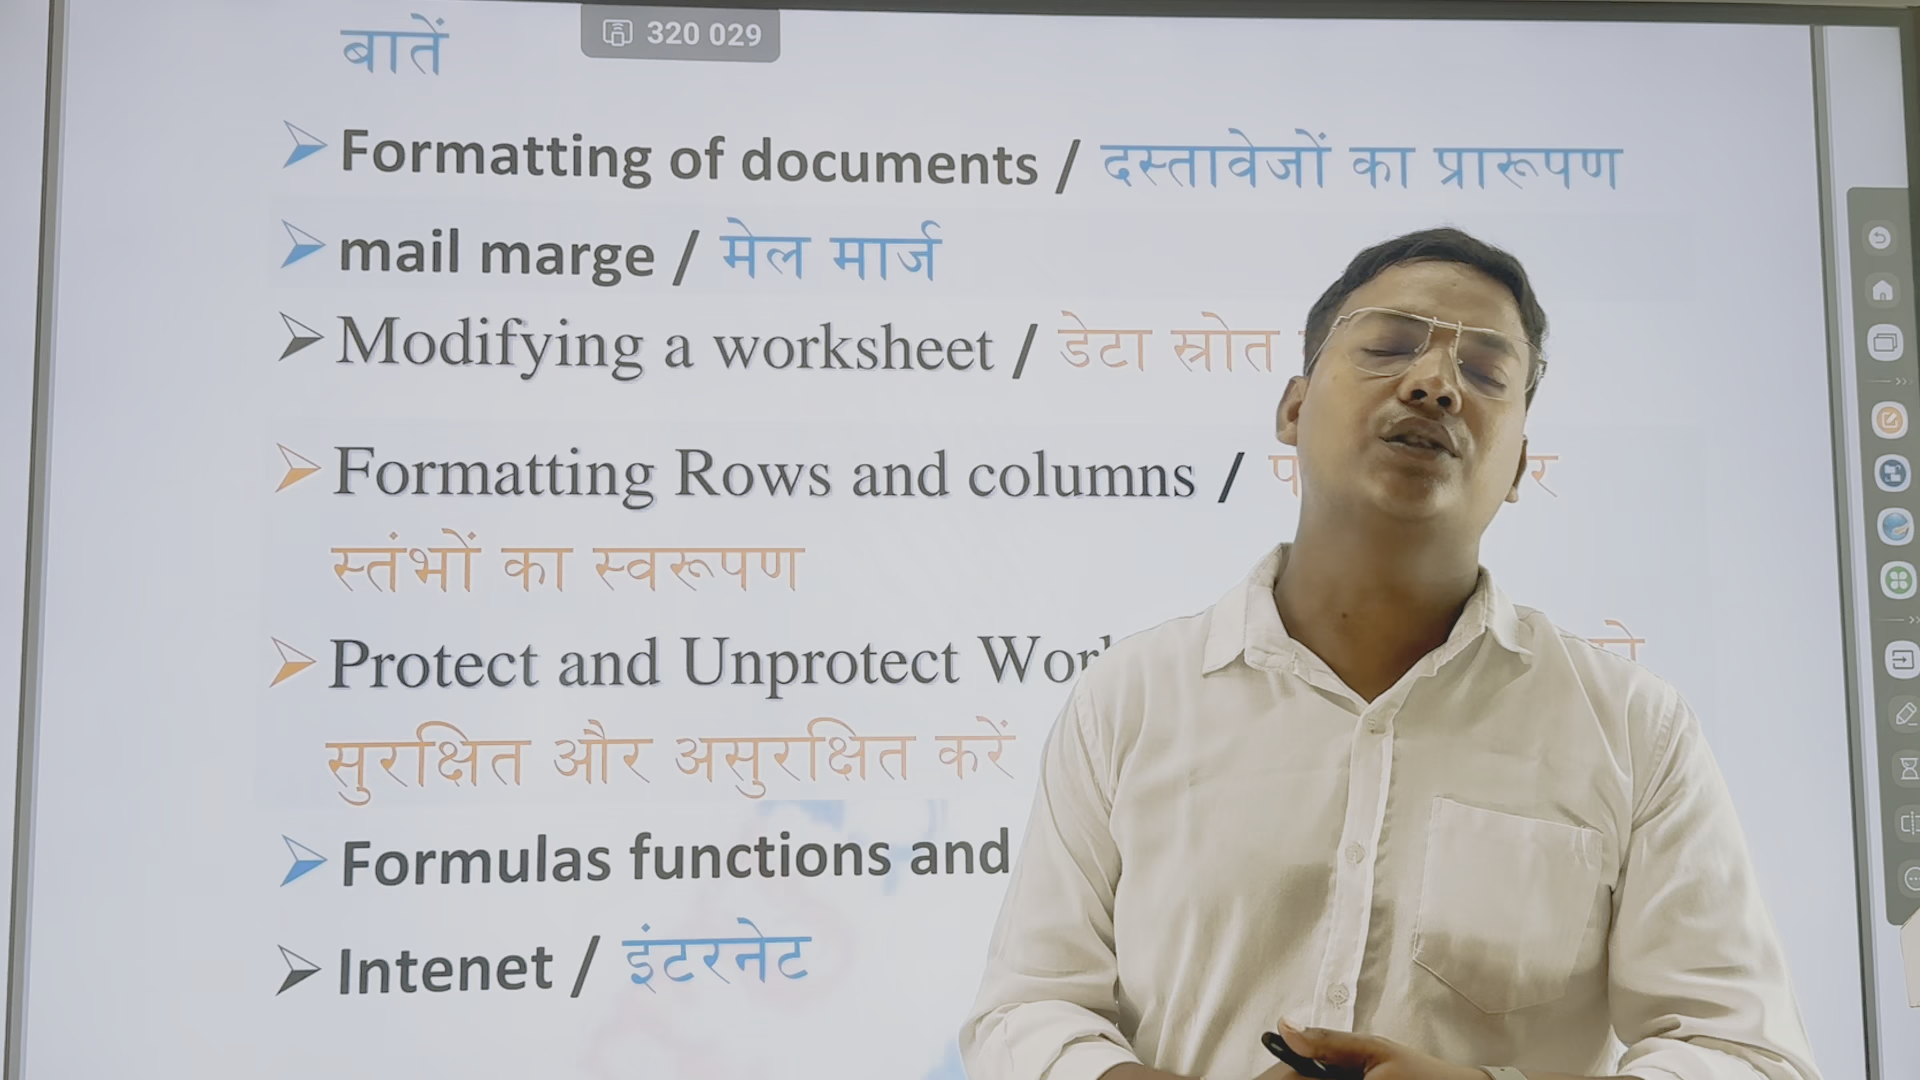 320 029
बातें
Formatting of documents / दस्तावेजों का प्रारूपण
mail marge / मेल मार्ज
Modifying a worksheet / डेटा स्रोत
Formatting Rows and columns /
स्तंभों का स्वरूपण
Protect and Unprotect
सुरक्षित और असुरक्षित करें
Formulas functions and
Intenet / इंटरनेट